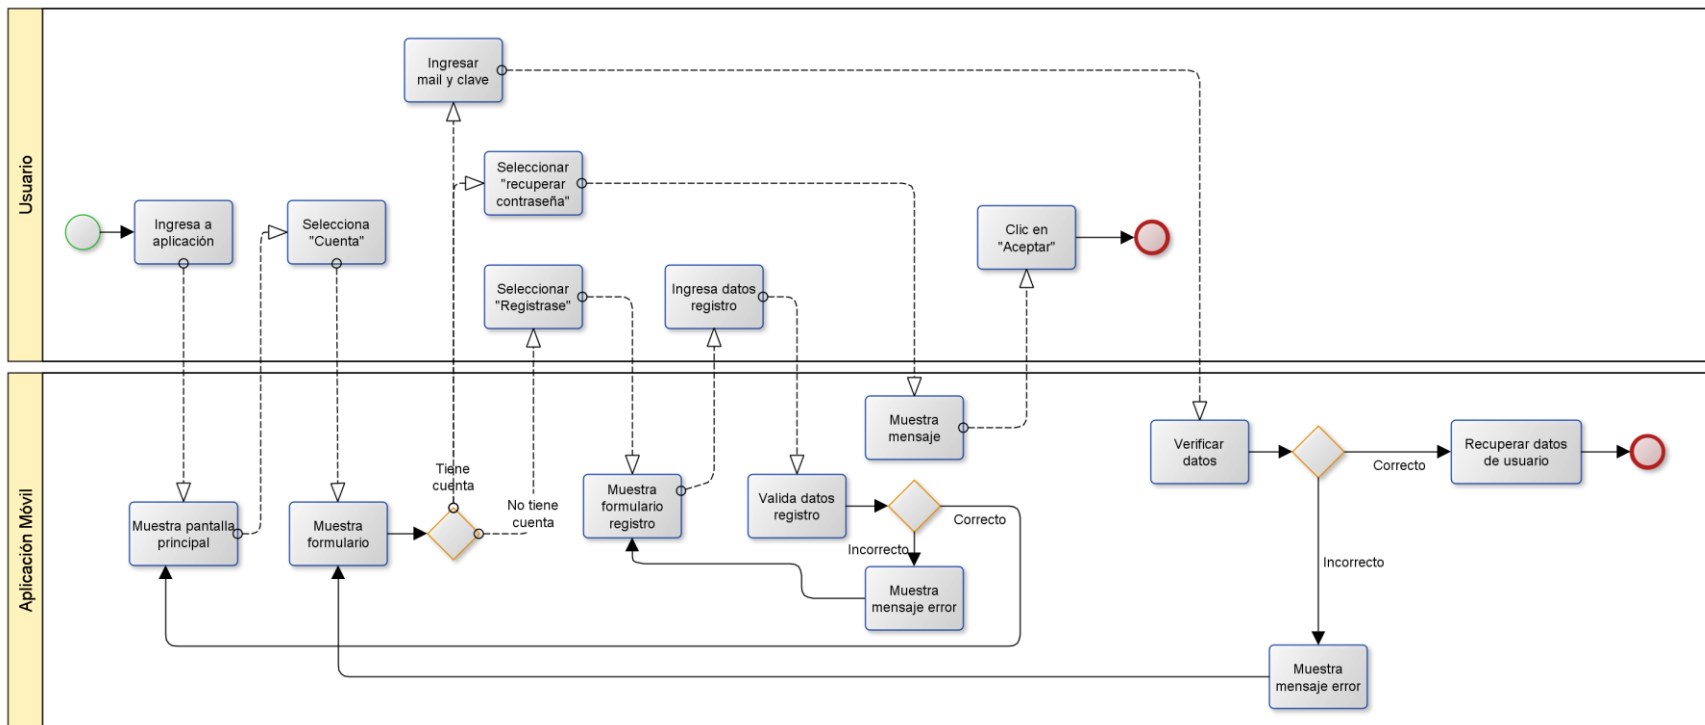 Usuario
Ingresar
mail y clave
Seleccionar
"recuperar
contraseña"
Ingresa a
aplicación
Selecciona
"Cuenta"
Clic en
"Aceptar"
Seleccionar
"Registrase"
Ingresa datos
registro
Aplicación Móvil
Muestra
mensaje
Verificar
datos
Correcto
Recuperar datos
de usuario
Tiene
cuenta
No tiene
cuenta
Muestra pantalla
principal
Muestra
formulario
Muestra
formulario
registro
Valida datos
registro
Correcto
Incorrecto
Muestra
mensaje error
Incorrecto
Muestra
mensaje error